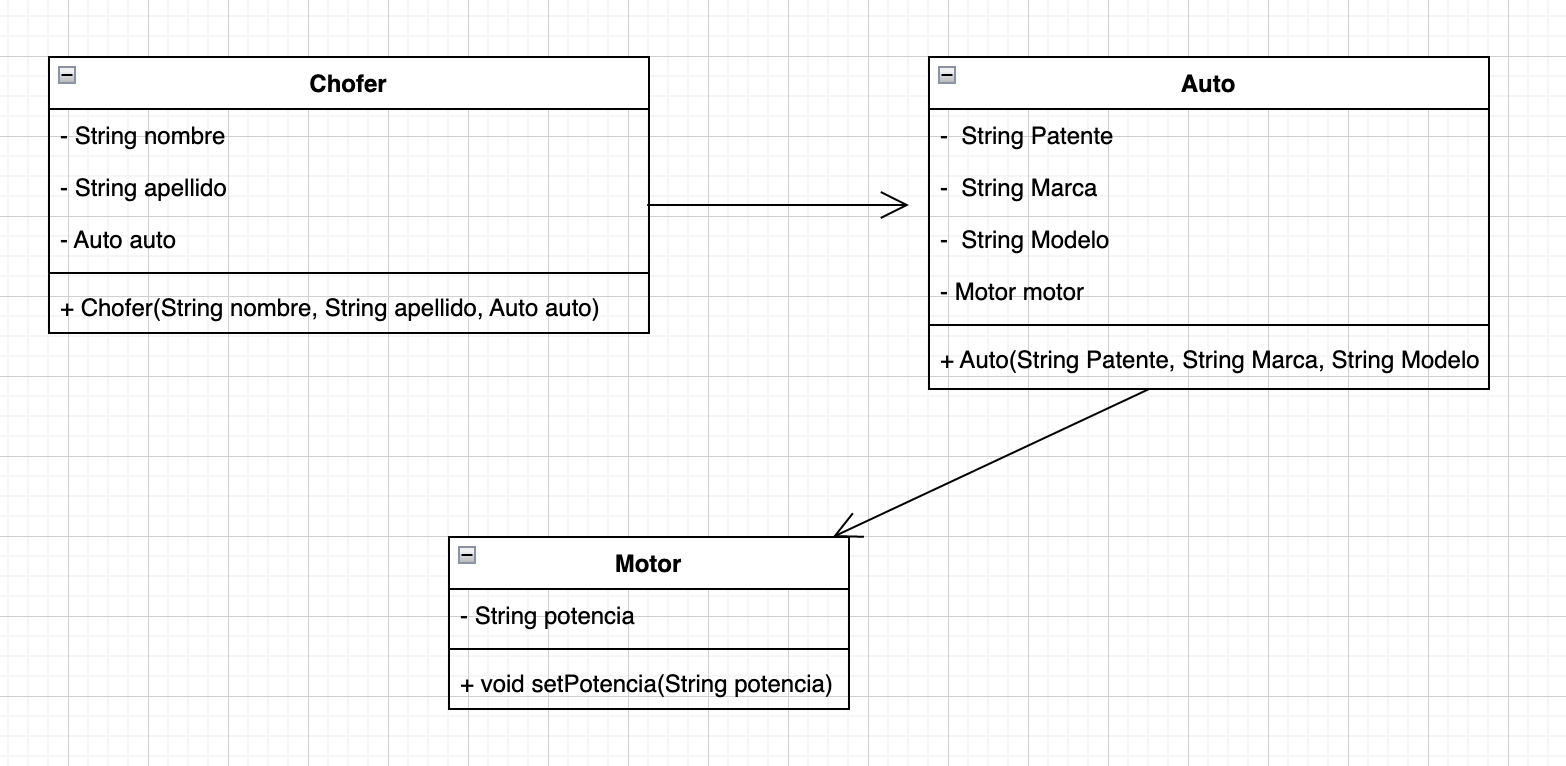 Chofer
- String nombre
- String apellido
- Auto auto
+ Chofer(String nombre, String apellido, Auto auto)
Auto
- String Patente
- String Marca
- String Modelo
- Motor motor
+ Auto(String Patente, String Marca, String Modelo
Motor
- String potencia
+ void setPotencia(String potencia)